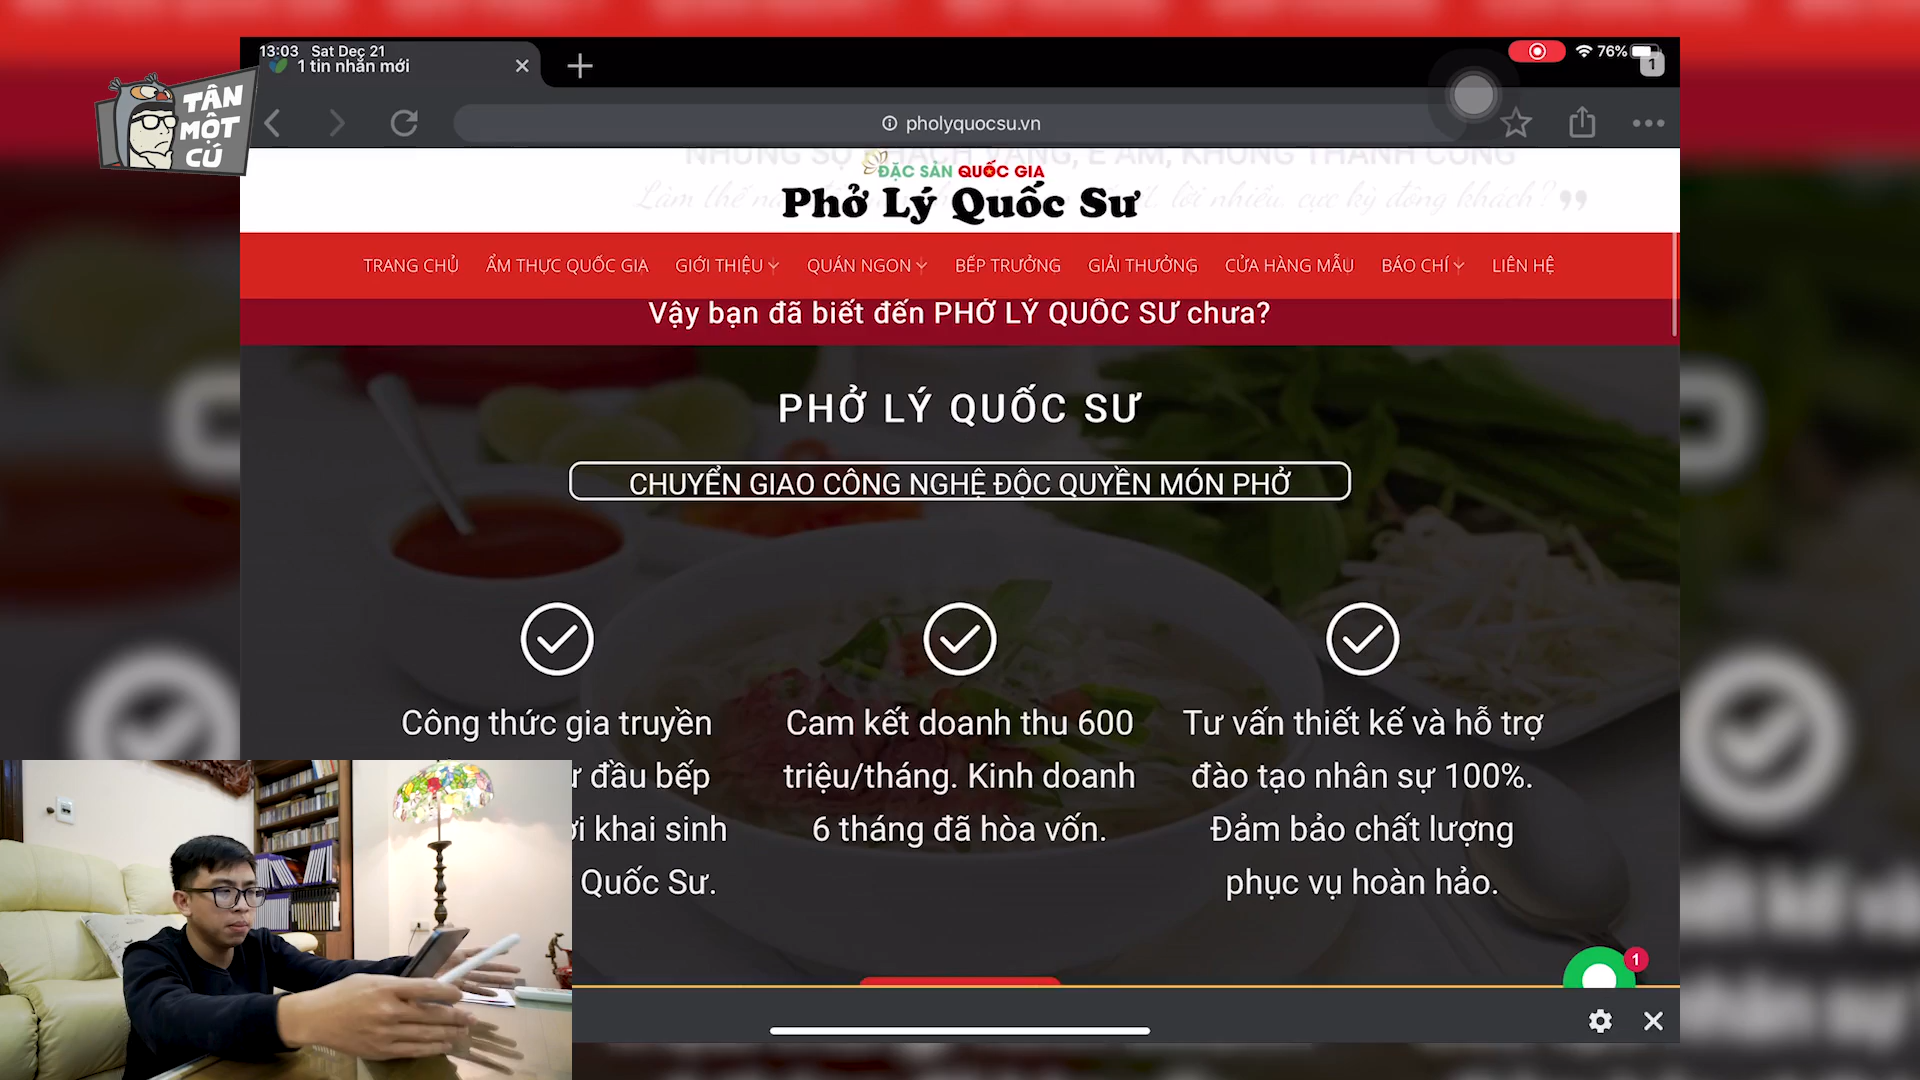 13:03 Sat Dec 21
76%
1 tin nhắn mới
1
TÂN
MỘT
CÚ
pholyquocsu.vn
ĐẶC SẢN QUỐC GIA
Phở Lý Quốc Sư
TRANG CHỦ ẨM THỰC QUỐC GIA GIỚI THIỆU QUÁN NGON BẾP TRƯỞNG GIẢI THƯỞNG CỬA HÀNG MẪU BÁO CHÍ LIÊN HỆ
Vậy bạn đã biết đến PHỞ LÝ QUỐC SƯ chưa?
PHỞ LÝ QUỐC SƯ
CHUYỂN GIAO CÔNG NGHỆ ĐỘC QUYỀN MÓN PHỞ
Công thức gia truyền
đầu bếp
khai sinh
Quốc Sư.
Cam kết doanh thu 600
triệu/tháng. Kinh doanh
6 tháng đã hòa vốn.
Tư vấn thiết kế và hỗ trợ
đào tạo nhân sự 100%.
Đảm bảo chất lượng
phục vụ hoàn hảo.
1